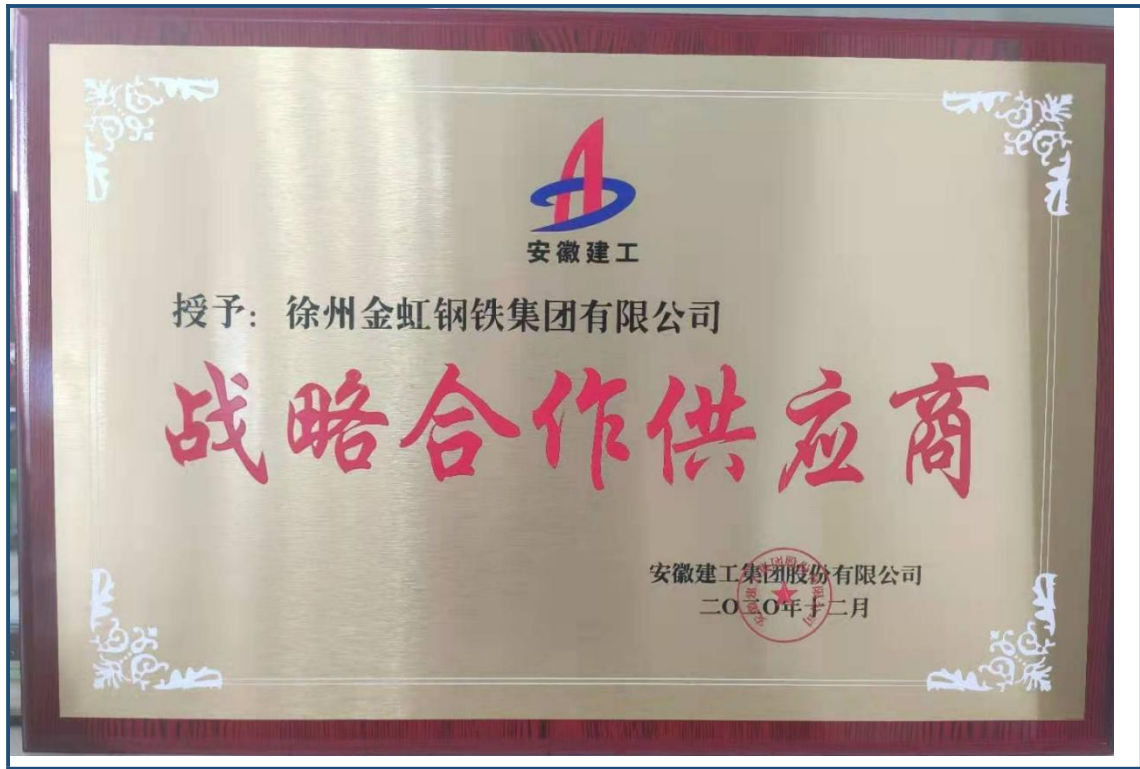 安徽建工
授予：徐州金虹钢铁集团有限公司
战略合作供应商
安徽建工集团股份有限公司
二〇二〇年十二月